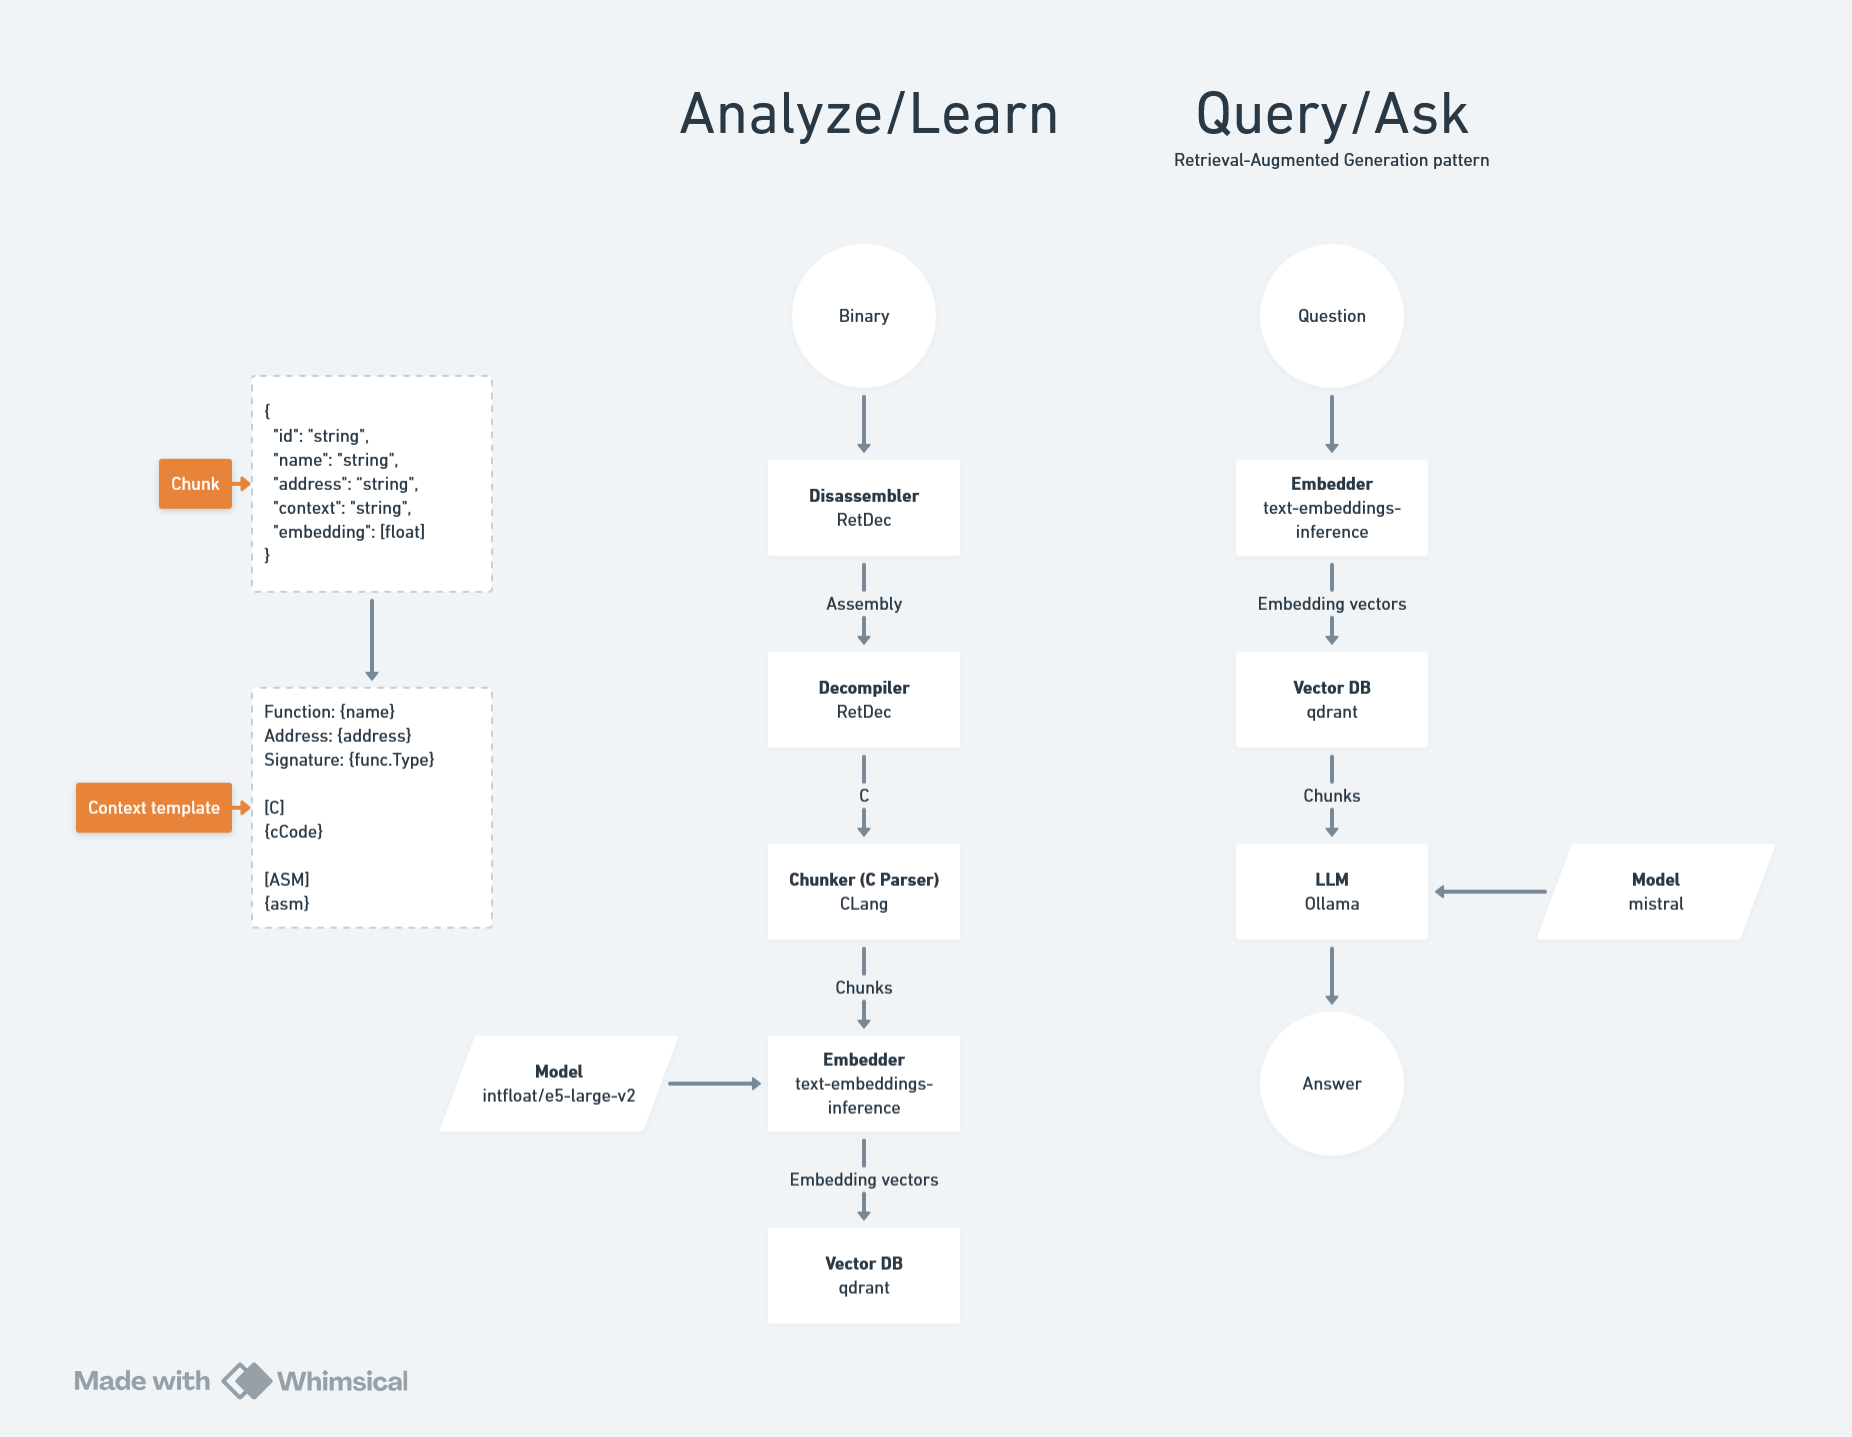 Analyze/Learn
Query/Ask
Retrieval-Augmented Generation pattern
Chunk
{
"id": "string",
"name": "string",
"address": “string",
"context": "string",
"embedding": [float]
}
Context template
Function: {name}
Address: {address}
Signature: {func.Type}
[C]
{cCode}
[ASM]
{asm}
Binary
Disassembler
RetDec
Assembly
Decompiler
RetDec
C
Chunker (C Parser)
CLang
Chunks
Model
intfloat/e5-large-v2
Embedder
text-embeddings-
inference
Embedding vectors
Vector DB
qdrant
Question
Embedder
text-embeddings-
inference
Embedding vectors
Vector DB
qdrant
Chunks
LLM
Ollama
Model
mistral
Answer
Made with Whimsical